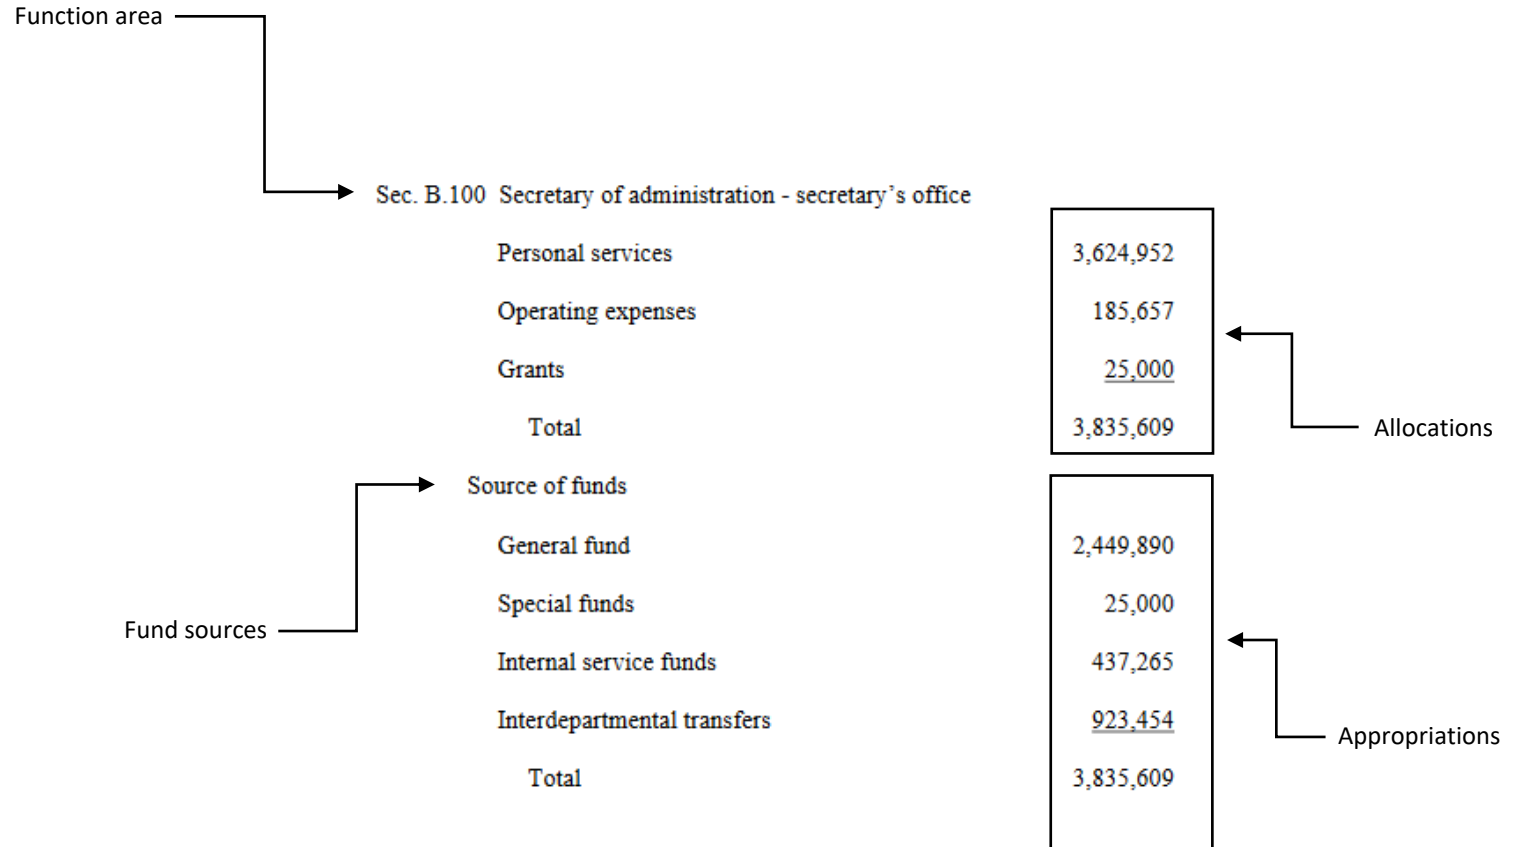 Function area
Sec. B.100 Secretary of administration - secretary’s office
Personal services 3,624,952
Operating expenses 185,657
Grants 25,000
Total 3,835,609
Allocations
Source of funds
General fund 2,449,890
Special funds 25,000
Fund sources
Internal service funds 437,265
Interdepartmental transfers 923,454
Appropriations
Total 3,835,609